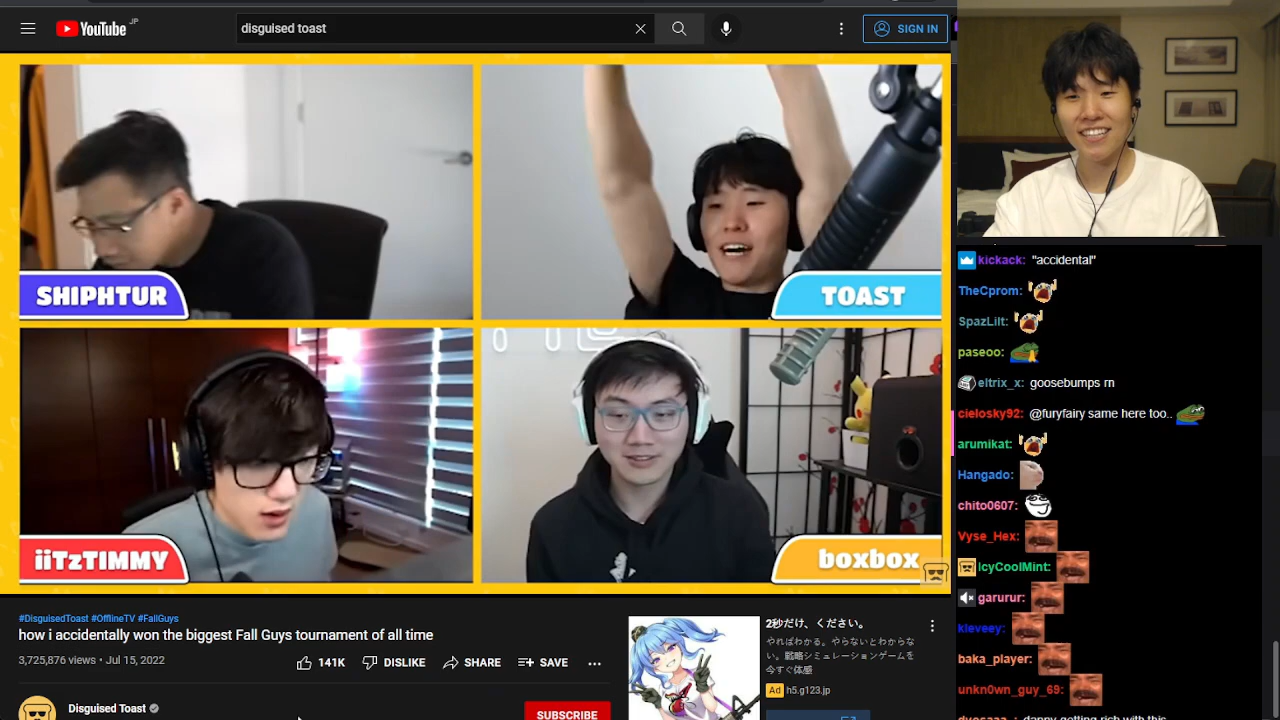 YouTube JP
disguised toast
SIGN IN
SHIPHTUR
TOAST
iiTzTIMMY
boxbox
#DisguisedToast #OfflineTV #FallGuys
how i accidentally won the biggest Fall Guys tournament of all time
3,725,876 views • Jul 15, 2022
141K
DISLIKE
SHARE
SAVE
Disguised Toast
SUBSCRIBE
2秒だけ、ください。
やればわかる。やらないとわからな
い。戦略シミュレーションゲームを
今すぐ体感
Ad h5.g123.jp
kickack: "accidental"
TheCprom:
SpazLilt:
paseoo:
eltrix_x: goosebumps rn
cielosky92: @furyfairy same here too..
arumikat:
Hangado:
chito0607:
Vyse_Hex:
IcyCoolMint:
garurur:
kleveey:
baka_player:
unkn0wn_guy_69: